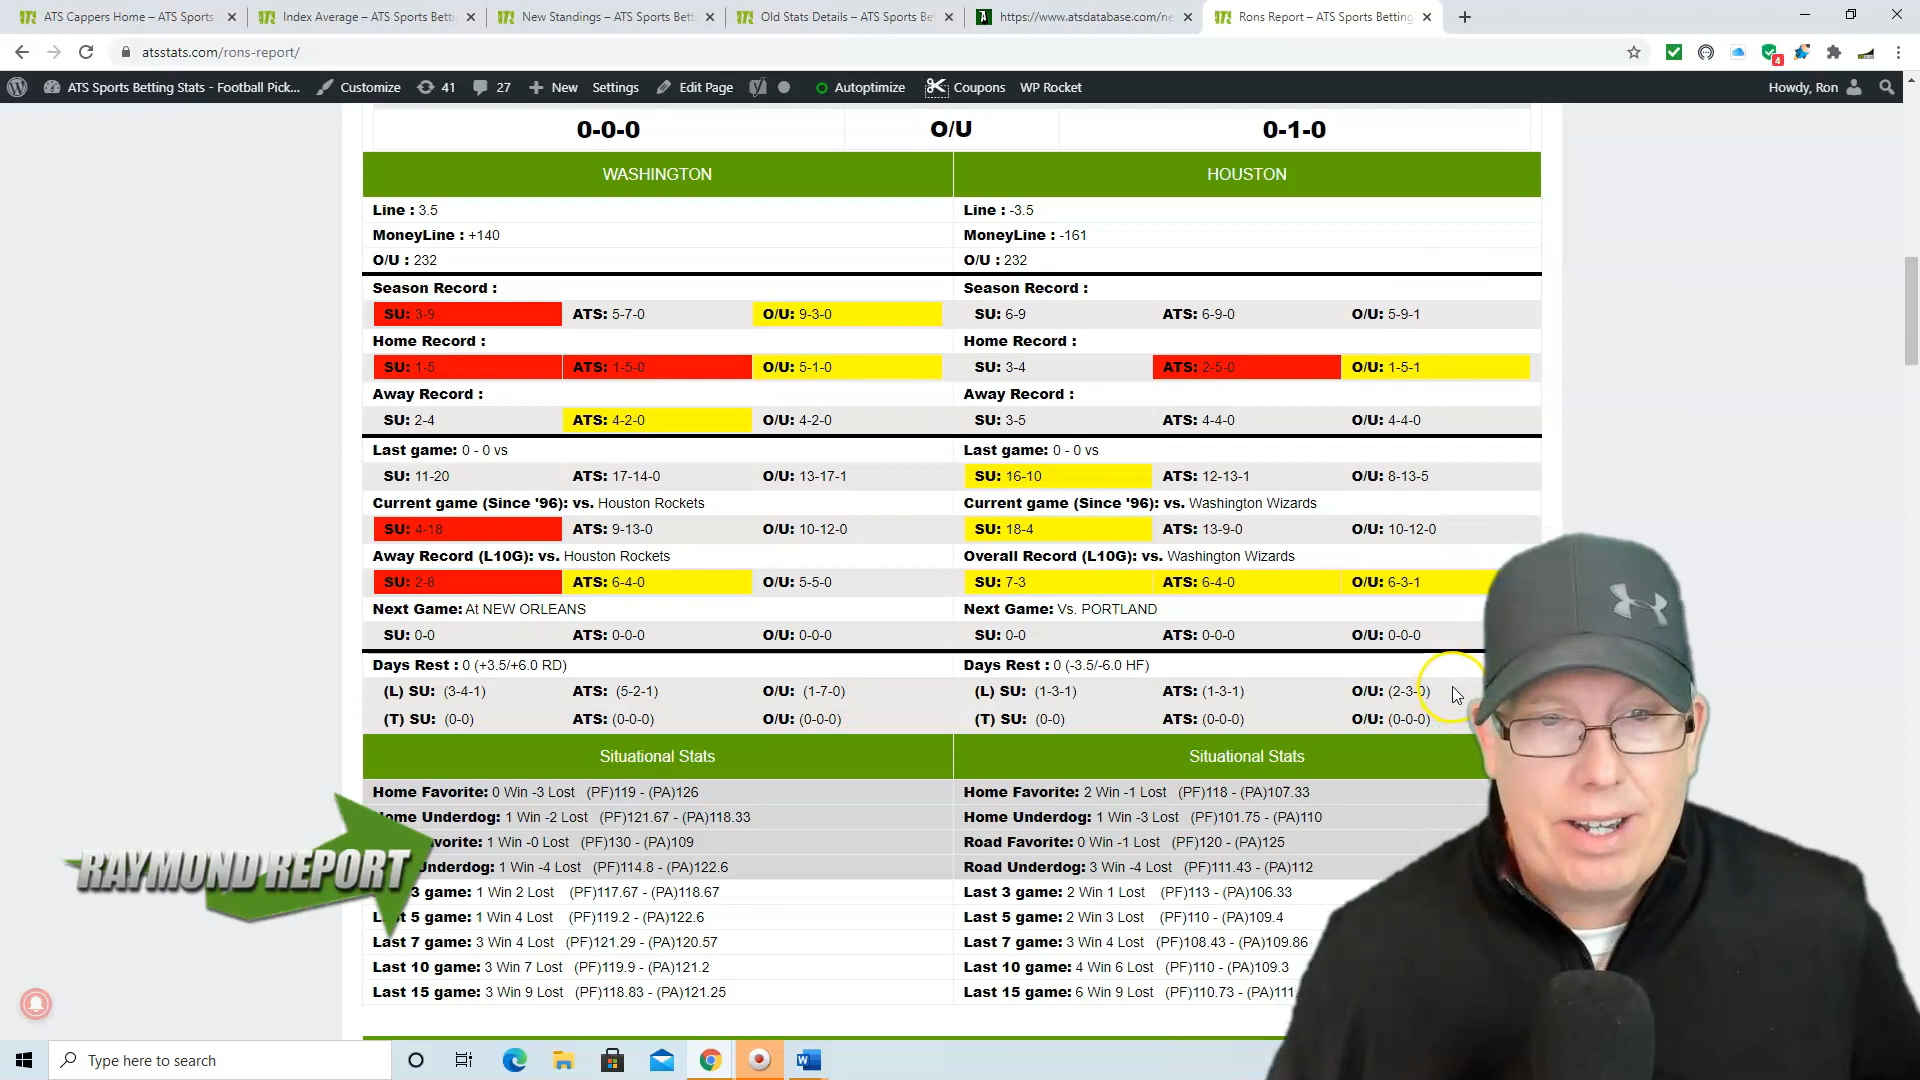 ATS Cappers Home – ATS Sports
Index Average – ATS Sports Betti
New Standings – ATS Sports Bett
Old Stats Details – ATS Sports Be
https://www.atsdatabase.com/ne
Rons Report – ATS Sports Betting
atsstats.com/rons-report/
4
ATS Sports Betting Stats - Football Pick... Customize 41 27 New Settings Edit Page Autoptimize Coupons WP Rocket Howdy, Ron
0-0-0 O/U 0-1-0
WASHINGTON HOUSTON
Line : 3.5 Line : -3.5
MoneyLine : +140 MoneyLine : -161
O/U : 232 O/U : 232
Season Record : Season Record :
SU: 3-9 ATS: 5-7-0 O/U: 9-3-0 SU: 6-9 ATS: 6-9-0 O/U: 5-9-1
Home Record : Home Record :
SU: 1-5 ATS: 1-5-0 O/U: 5-1-0 SU: 3-4 ATS: 2-5-0 O/U: 1-5-1
Away Record : Away Record :
SU: 2-4 ATS: 4-2-0 O/U: 4-2-0 SU: 3-5 ATS: 4-4-0 O/U: 4-4-0
Last game: 0 - 0 vs Last game: 0 - 0 vs
SU: 11-20 ATS: 17-14-0 O/U: 13-17-1 SU: 16-10 ATS: 12-13-1 O/U: 8-13-5
Current game (Since '96): vs. Houston Rockets Current game (Since '96): vs. Washington Wizards
SU: 4-18 ATS: 9-13-0 O/U: 10-12-0 SU: 18-4 ATS: 13-9-0 O/U: 10-12-0
Away Record (L10G): vs. Houston Rockets Overall Record (L10G): vs. Washington Wizards
SU: 2-8 ATS: 6-4-0 O/U: 5-5-0 SU: 7-3 ATS: 6-4-0 O/U: 6-3-1
Next Game: At NEW ORLEANS Next Game: Vs. PORTLAND
SU: 0-0 ATS: 0-0-0 O/U: 0-0-0 SU: 0-0 ATS: 0-0-0 O/U: 0-0-0
Days Rest : 0 (+3.5/+6.0 RD) Days Rest : 0 (-3.5/-6.0 HF)
(L) SU: (3-4-1) ATS: (5-2-1) O/U: (1-7-0) (L) SU: (1-3-1) ATS: (1-3-1) O/U: (2-3-0)
(T) SU: (0-0) ATS: (0-0-0) O/U: (0-0-0) (T) SU: (0-0) ATS: (0-0-0) O/U: (0-0-0)
Situational Stats Situational Stats
Home Favorite: 0 Win -3 Lost (PF)119 - (PA)126 Home Favorite: 2 Win -1 Lost (PF)118 - (PA)107.33
ome Underdog: 1 Win -2 Lost (PF)121.67 - (PA)118.33 Home Underdog: 1 Win -3 Lost (PF)101.75 - (PA)110
vorite: 1 Win -0 Lost (PF)130 - (PA)109 Road Favorite: 0 Win -1 Lost (PF)120 - (PA)125
Underdog: 1 Win -4 Lost (PF)114.8 - (PA)122.6 Road Underdog: 3 Win -4 Lost (PF)111.43 - (PA)112
3 game: 1 Win 2 Lost (PF)117.67 - (PA)118.67 Last 3 game: 2 Win 1 Lost (PF)113 - (PA)106.33
RAYMOND REPORT
Last 5 game: 1 Win 4 Lost (PF)119.2 - (PA)122.6 Last 5 game: 2 Win 3 Lost (PF)110 - (PA)109.4
Last 7 game: 3 Win 4 Lost (PF)121.29 - (PA)120.57 Last 7 game: 3 Win 4 Lost (PF)108.43 - (PA)109.86
Last 10 game: 3 Win 7 Lost (PF)119.9 - (PA)121.2 Last 10 game: 4 Win 6 Lost (PF)110 - (PA)109.3
Last 15 game: 3 Win 9 Lost (PF)118.83 - (PA)121.25 Last 15 game: 6 Win 9 Lost (PF)110.73 - (PA)111.
Type here to search